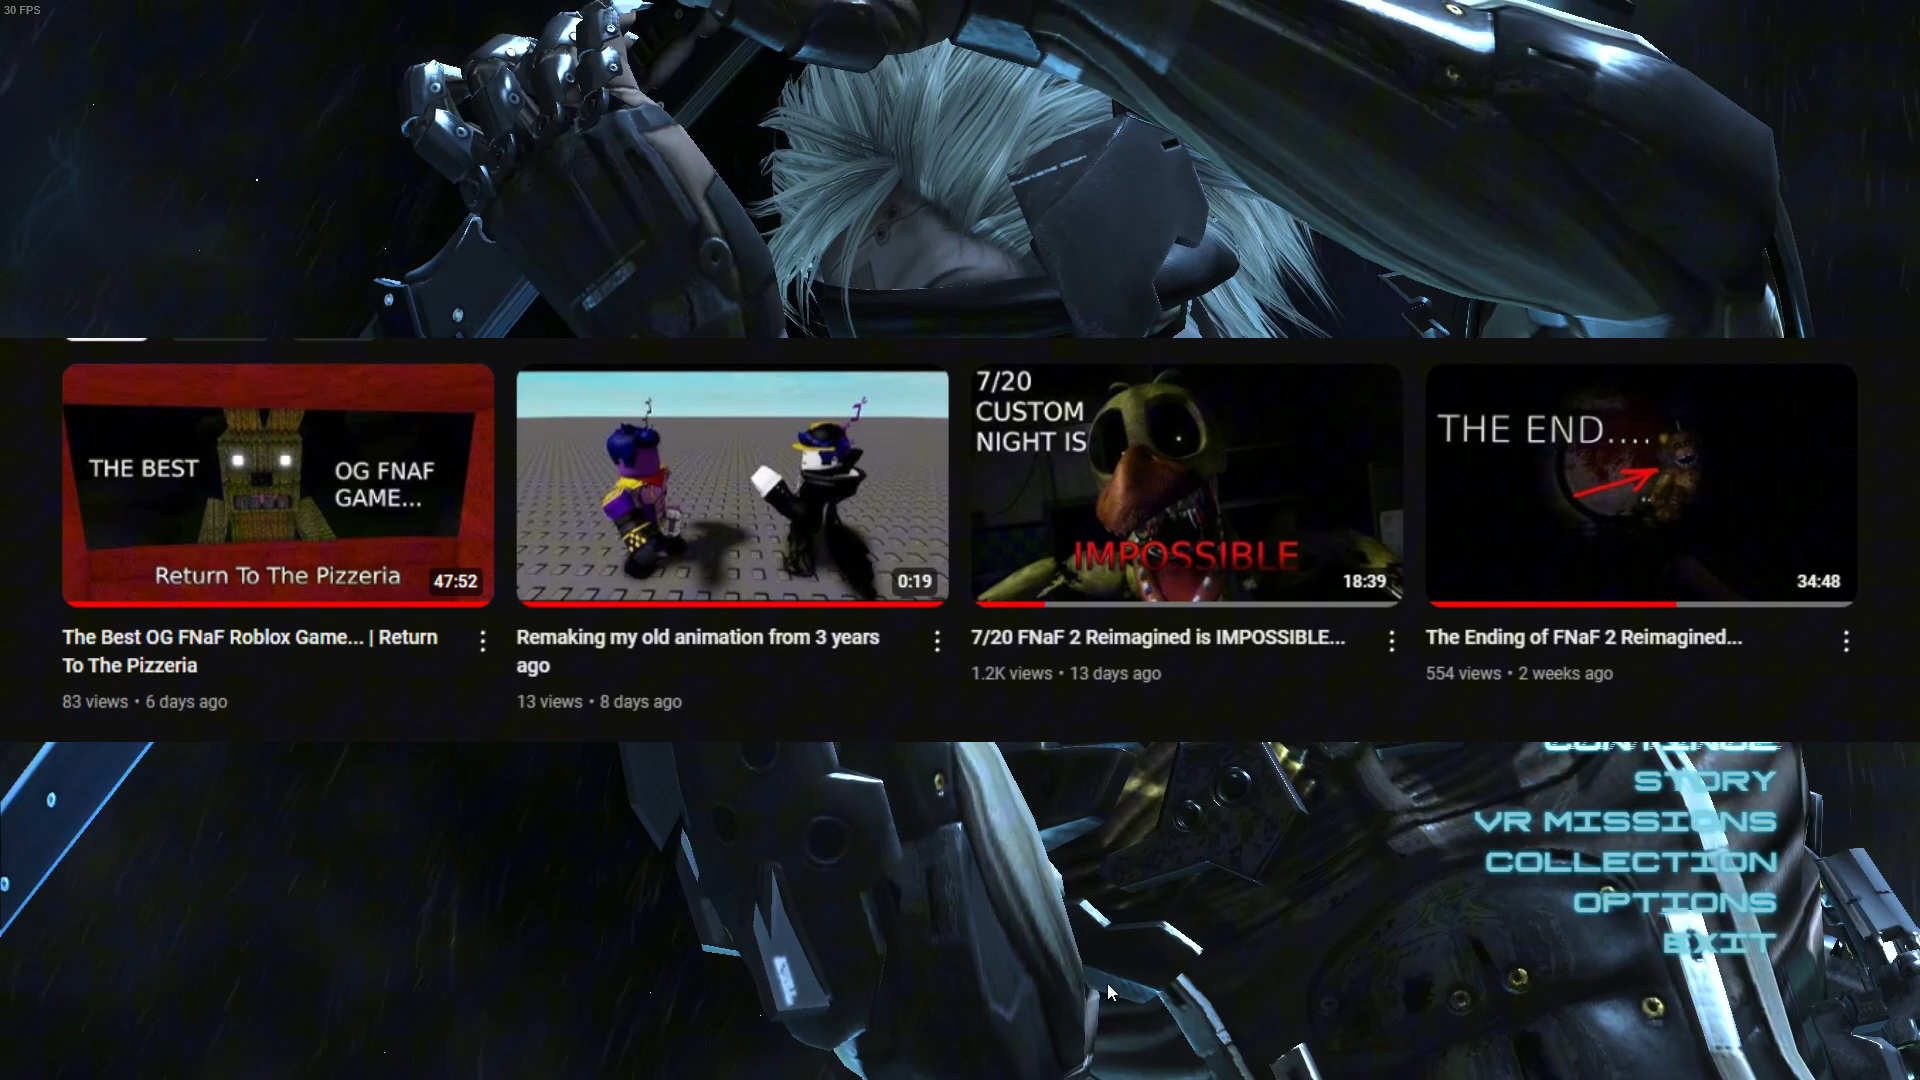 30 FPS
THE BEST
OG FNAF
GAME...
Return To The Pizzeria
47:52
The Best OG FNaF Roblox Game... | Return
To The Pizzeria
83 views • 6 days ago
0:19
Remaking my old animation from 3 years
ago
13 views • 8 days ago
7/20
CUSTOM
NIGHT IS
IMPOSSIBLE
18:39
7/20 FNaF 2 Reimagined is IMPOSSIBLE...
1.2K views • 13 days ago
THE END....
34:48
The Ending of FNaF 2 Reimagined...
554 views • 2 weeks ago
CONTINUE
STORY
VR MISSIONS
COLLECTION
OPTIONS
EXIT